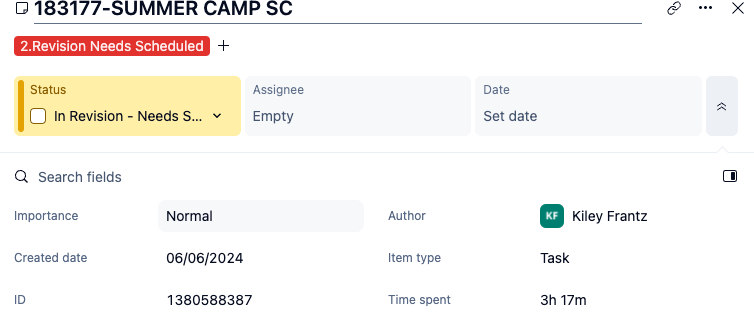 183177-SUMMER CAMP SC
2.Revision Needs Scheduled
Status
In Revision - Needs S...
Assignee
Empty
Date
Set date
Search fields
Importance
Normal
Author
KF Kiley Frantz
Created date
06/06/2024
Item type
Task
ID
1380588387
Time spent
3h 17m